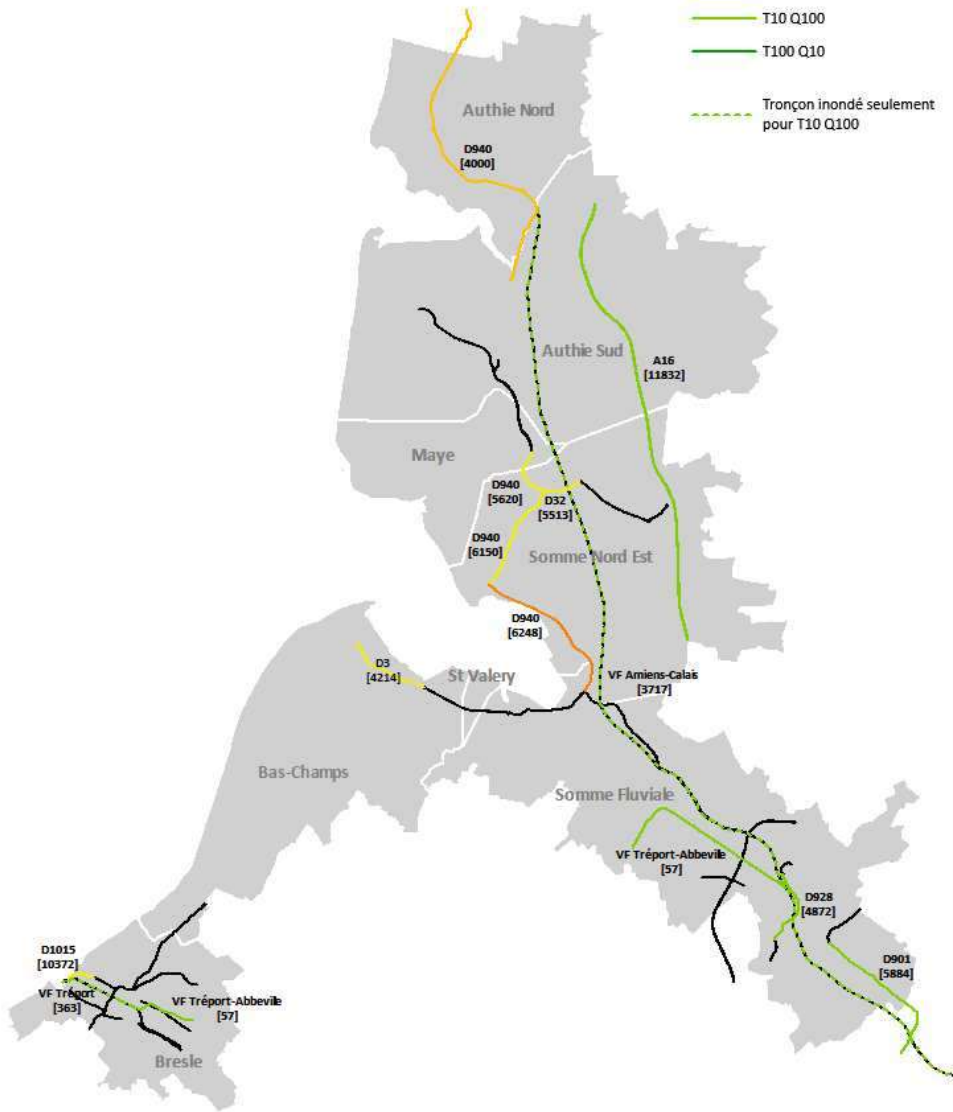 T10 Q100
T100 Q10
Tronçon inondé seulement
pour T10 Q100
Authie Nord
D940
[4000]
Authie Sud
A16
[11832]
Maye
D940
[5620]
D32
[5513]
D940
[6150]
Somme Nord Est
D940
[6248]
D3
[4214]
St Valery
VF Amiens-Calais
[3717]
Bas-Champs
Somme Fluviale
VF Tréport-Abbevile
[57]
D928
[4872]
D901
[5884]
D1015
[10372]
VF Tréport
[363]
VF Tréport-Abbevile
[57]
Bresle